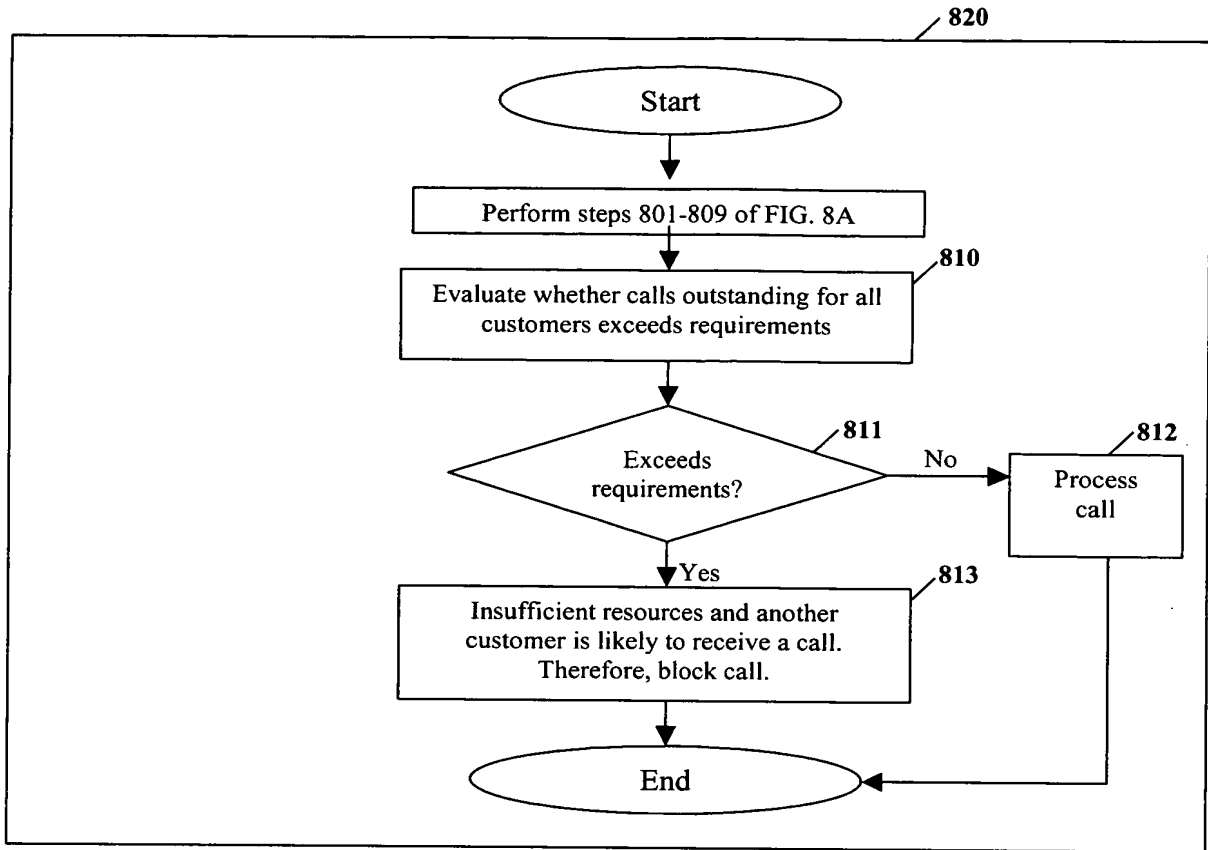 820
Start
Perform steps 801-809 of FIG. 8A
810
Evaluate whether calls outstanding for all
customers exceeds requirements
811
Exceeds
requirements?
No
812
Process
call
Yes
813
Insufficient resources and another
customer is likely to receive a call.
Therefore, block call.
End